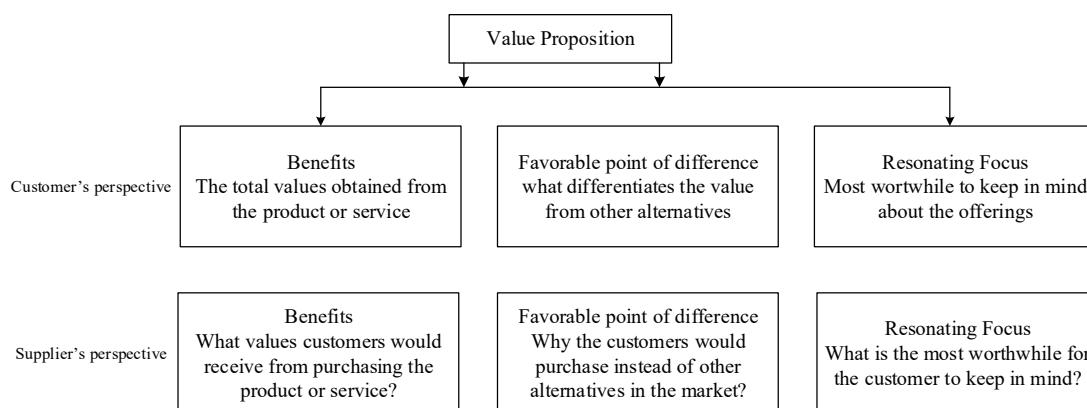 Value Proposition
Customer’s perspective
Benefits
The total values obtained from
the product or service
Favorable point of difference
what differentiates the value
from other alternatives
Resonating Focus
Most wortwhile to keep in mind
about the offerings
Supplier’s perspective
Benefits
What values customers would
receive from purchasing the
product or service?
Favorable point of difference
Why the customers would
purchase instead of other
alternatives in the market?
Resonating Focus
What is the most worthwhile for
the customer to keep in mind?